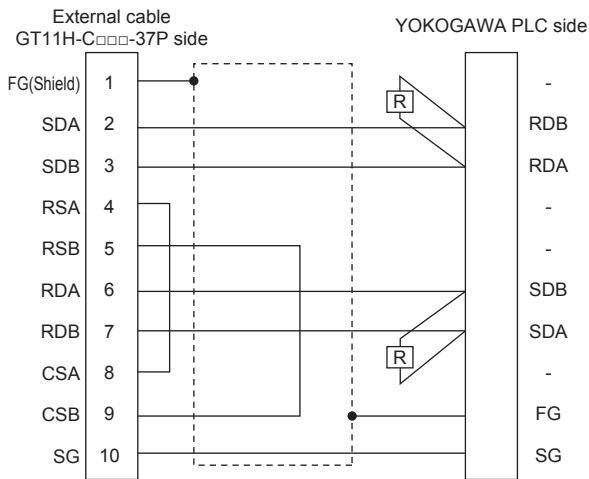 External cable
GT11H-C□□□-37P side
YOKOGAWA PLC side
FG(Shield) 1 -
R
SDA 2 RDB
SDB 3 RDA
RSA 4 -
RSB 5 -
RDA 6 SDB
RDB 7 SDA
R
CSA 8 -
CSB 9 FG
SG 10 SG